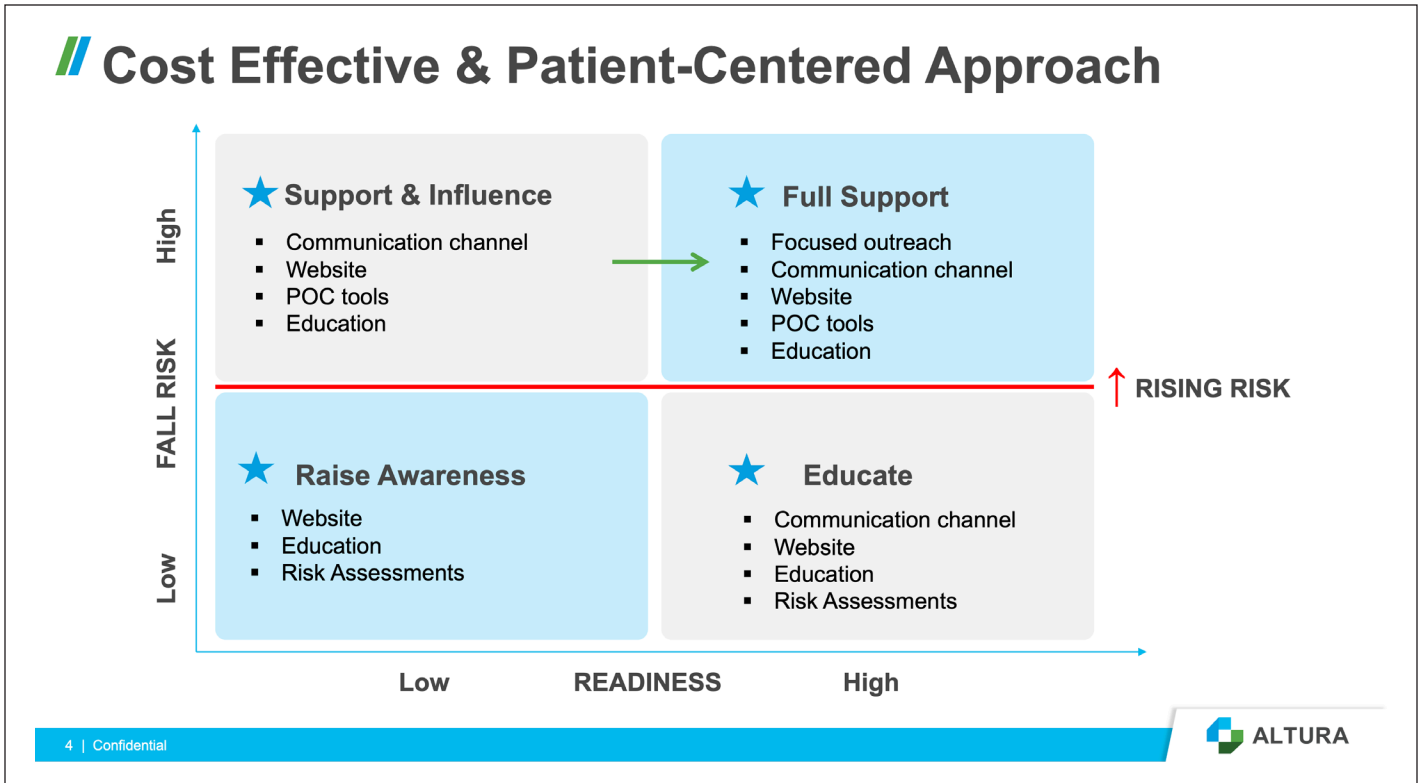 Cost Effective & Patient-Centered Approach
High
FALL RISK
Low
Support & Influence
▪ Communication channel
▪ Website
▪ POC tools
▪ Education
Full Support
▪ Focused outreach
▪ Communication channel
▪ Website
▪ POC tools
▪ Education
RISING RISK
Raise Awareness
▪ Website
▪ Education
▪ Risk Assessments
Educate
▪ Communication channel
▪ Website
▪ Education
▪ Risk Assessments
Low READINESS High
4 | Confidential
ALTURA